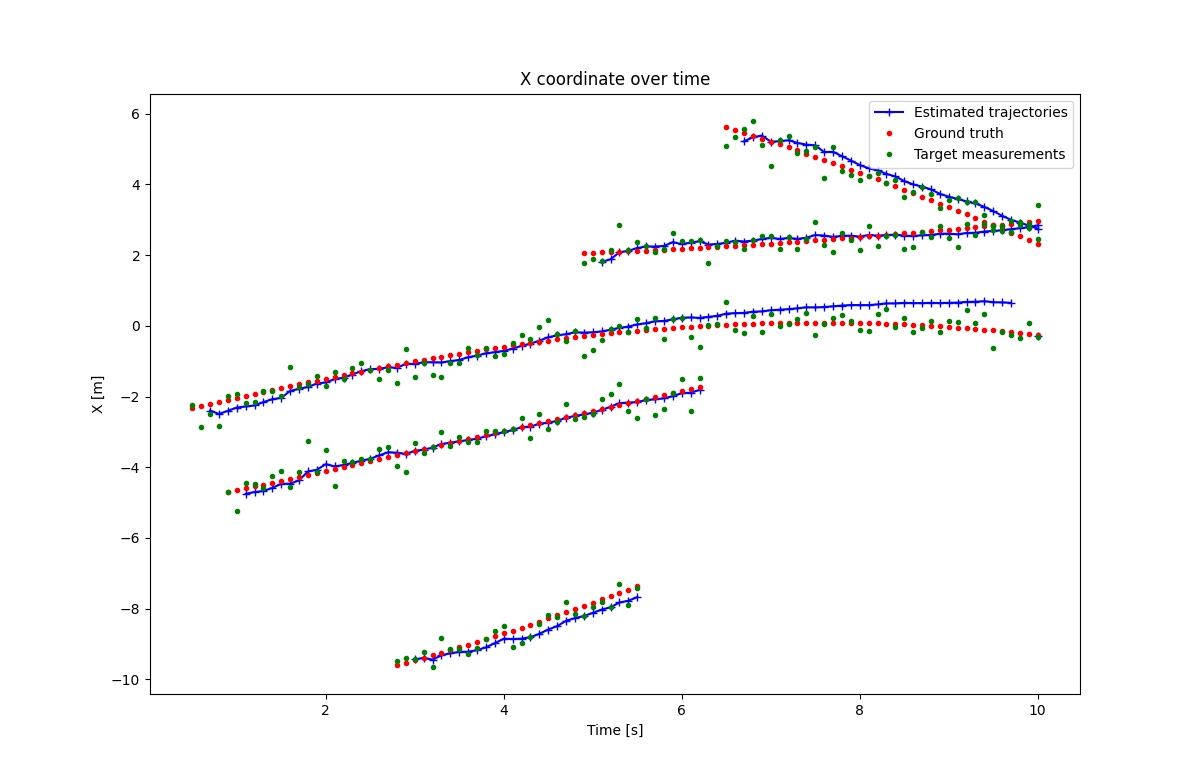 X coordinate over time
Estimated trajectories
Ground truth
Target measurements
6
4
2
0
−2
−4
−6
−8
−10
X [m]
2
4
6
8
10
Time [s]